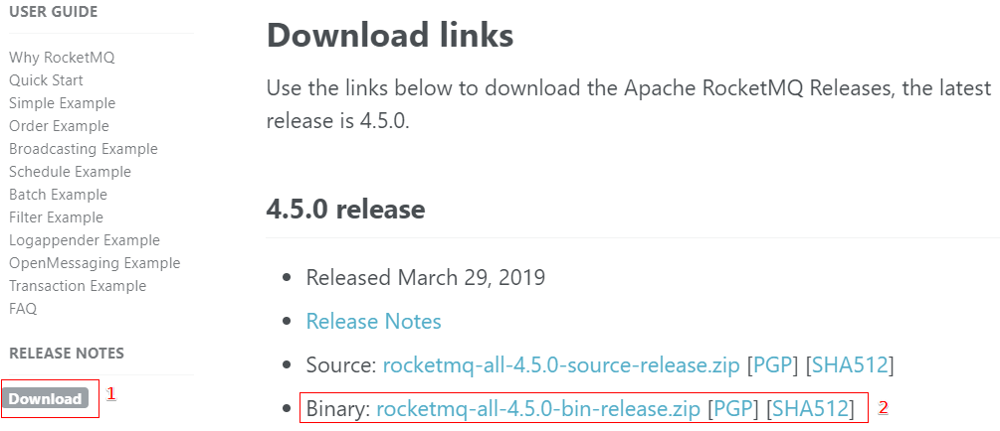 USER GUIDE
Why RocketMQ
Quick Start
Simple Example
Order Example
Broadcasting Example
Schedule Example
Batch Example
Filter Example
Logappender Example
OpenMessaging Example
Transaction Example
FAQ
RELEASE NOTES
Download 1
Download links
Use the links below to download the Apache RocketMQ Releases, the latest
release is 4.5.0.
4.5.0 release
Released March 29, 2019
Release Notes
Source: rocketmq-all-4.5.0-source-release.zip [PGP] [SHA512]
Binary: rocketmq-all-4.5.0-bin-release.zip [PGP] [SHA512] 2